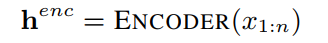 h^{enc} = ENCODER(x_{1:n})